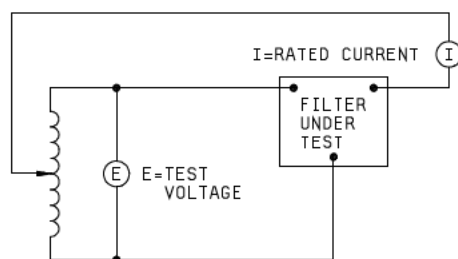 I=RATED CURRENT
I
FILTER
UNDER
TEST
E
E=TEST
VOLTAGE